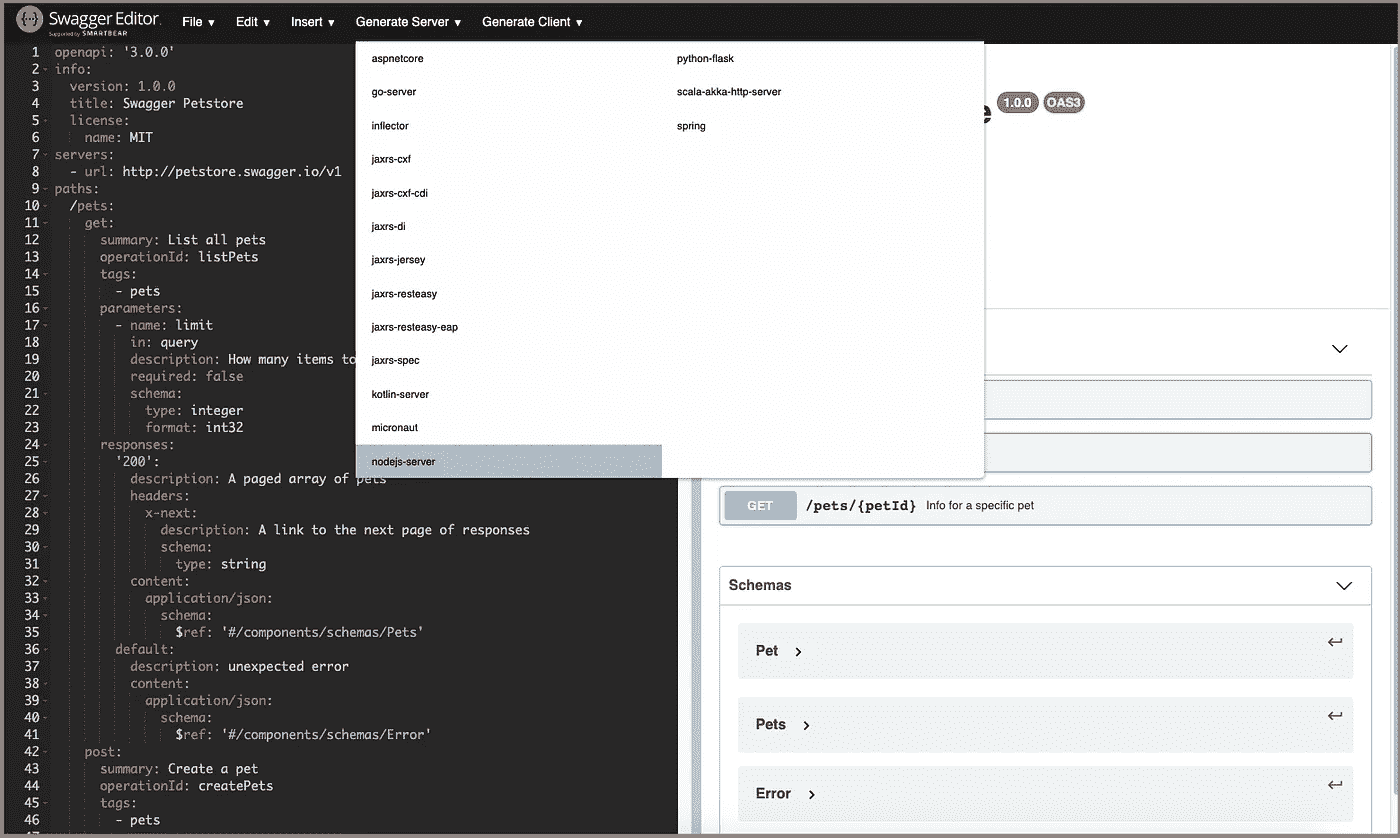 Swagger Editor
Supported by SMARTBEAR
File ▾ Edit ▾ Insert ▾ Generate Server ▾ Generate Client ▾
1 openapi: '3.0.0'
2 info:
3 version: 1.0.0
4 title: Swagger Petstore
5 license:
6 name: MIT
7 servers:
8 - url: http://petstore.swagger.io/v1
9 paths:
10 /pets:
11 get:
12 summary: List all pets
13 operationId: listPets
14 tags:
15 - pets
16 parameters:
17 - name: limit
18 in: query
19 description: How many items to
20 required: false
21 schema:
22 type: integer
23 format: int32
24 responses:
25 '200':
26 description: A paged array of pets
27 headers:
28 x-next:
29 description: A link to the next page of responses
30 schema:
31 type: string
32 content:
33 application/json:
34 schema:
35 $ref: '#/components/schemas/Pets'
36 default:
37 description: unexpected error
38 content:
39 application/json:
40 schema:
41 $ref: '#/components/schemas/Error'
42 post:
43 summary: Create a pet
44 operationId: createPets
45 tags:
46 - pets
aspnetcore
go-server
inflector
jaxrs-cxf
jaxrs-cxf-cdi
jaxrs-di
jaxrs-jersey
jaxrs-resteasy
jaxrs-resteasy-eap
jaxrs-spec
kotlin-server
micronaut
nodejs-server
python-flask
scala-akka-http-server
spring
1.0.0 OAS3
GET /pets/{petId} Info for a specific pet
Schemas
Pet
Pets
Error